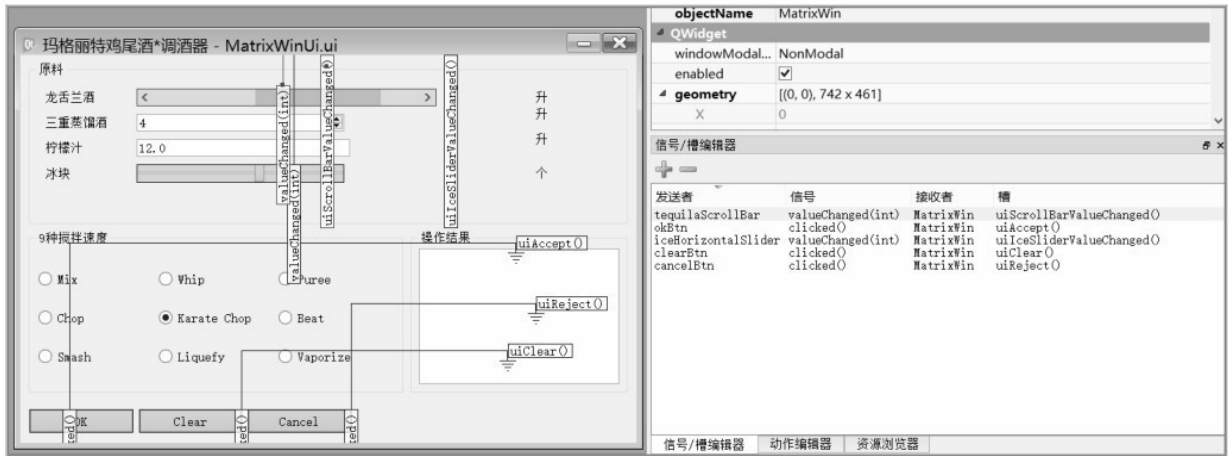 玛格丽特鸡尾酒*调酒器 - MatrixWinUi.ui
原料
龙舌兰酒
升
三重蒸馏酒
4
升
柠檬汁
12.0
升
冰块
个
valueChanged(int)
valueChanged(int)
uiScrollBarValueChanged()
uiIceSliderValueChanged()
9种搅拌速度
操作结果
uiAccept()
Mix
Whip
Puree
uiReject()
Chop
Karate Chop
Beat
uiClear()
Smash
Liquefy
Vaporize
OK
Clear
Cancel
objectName MatrixWin
QWidget
windowModal... NonModal
enabled
geometry [(0, 0), 742 x 461]
X 0
信号/槽编辑器
发送者 信号 接收者 槽
tequilaScrollBar valueChanged(int) MatrixWin uiScrollBarValueChanged()
okBtn clicked() MatrixWin uiAccept()
iceHorizontalSlider valueChanged(int) MatrixWin uiIceSliderValueChanged()
clearBtn clicked() MatrixWin uiClear()
cancelBtn clicked() MatrixWin uiReject()
信号/槽编辑器 动作编辑器 资源浏览器